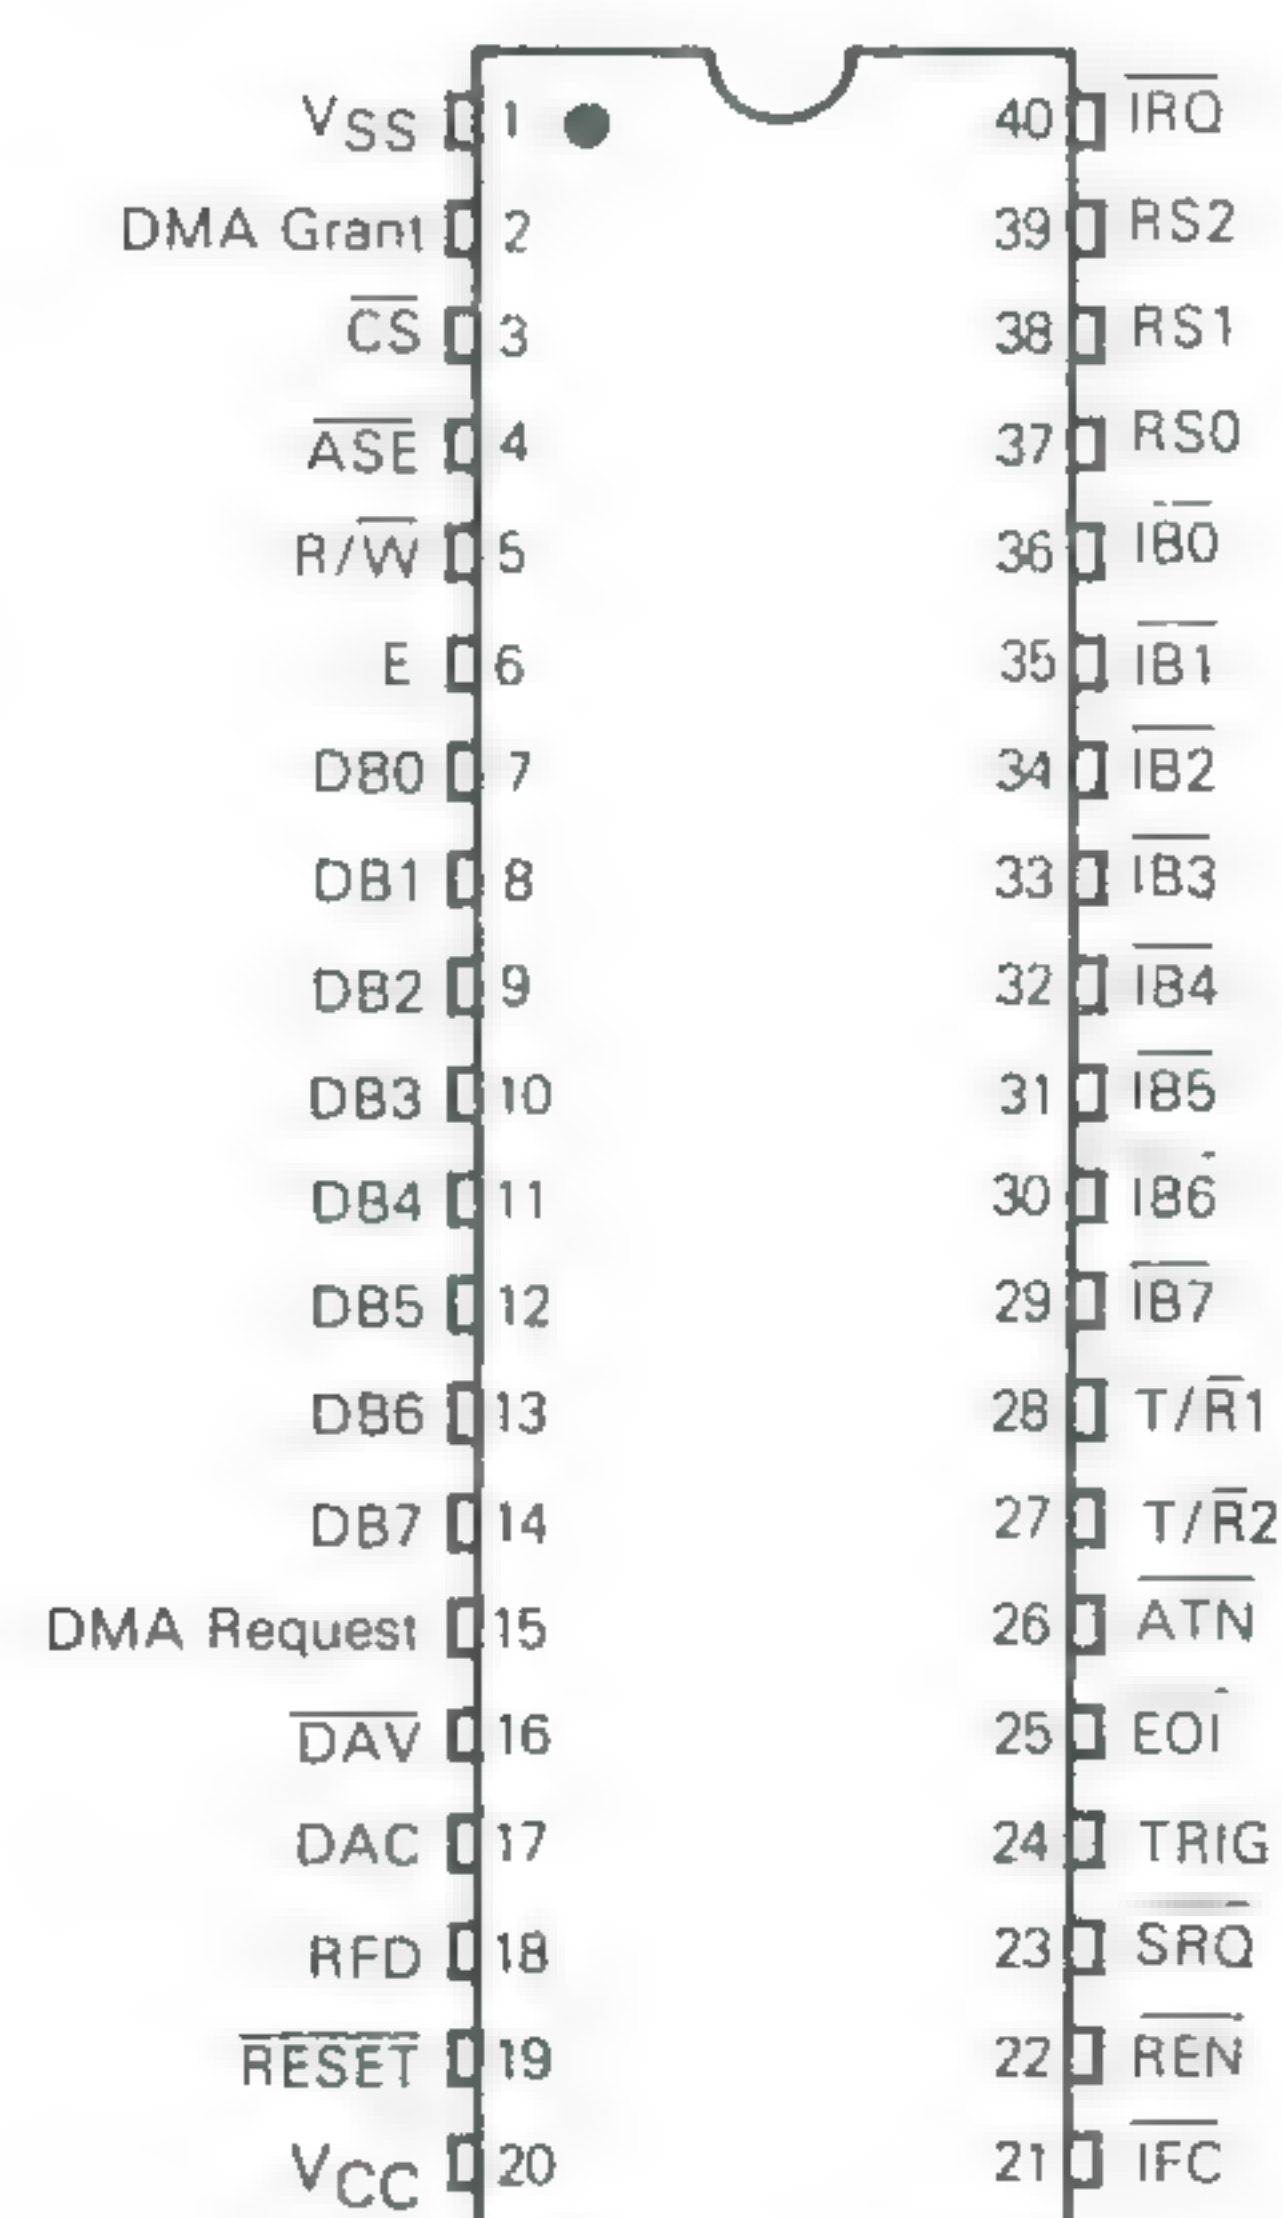 VSS 1 40 IRQ
DMA Grant 2 39 RS2
CS 3 38 RS1
ASE 4 37 RS0
R/W 5 36 IB0
E 6 35 IB1
DB0 7 34 IB2
DB1 8 33 IB3
DB2 9 32 IB4
DB3 10 31 IB5
DB4 11 30 IB6
DB5 12 29 IB7
DB6 13 28 T/R1
DB7 14 27 T/R2
DMA Request 15 26 ATN
DAV 16 25 EOI
DAC 17 24 TRIG
RFD 18 23 SRQ
RESET 19 22 REN
VCC 20 21 IFC